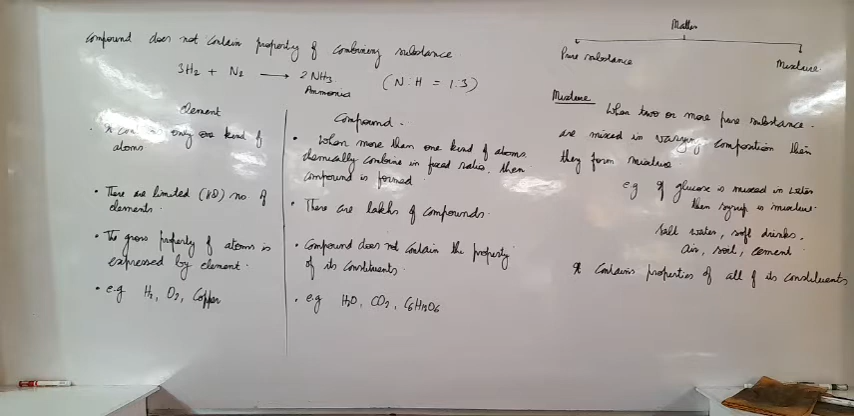 Compound does not contain property of combining substance.
3H2 + N2 → 2 NH3 (N : H = 1:3)
Ammonia
Element
only one kind of
atoms
• There are limited no of
elements.
• The gross property of atoms is
expressed by element.
• e.g H2, O2, Copper
Compound.
• When more than one kind of atoms
chemically combine in fixed ratio, then
compound is formed.
• There are lakhs of compounds.
• Compound does not contain the property
of its constituents.
• eg H2O, CO2, C6H12O6
Matter
Pure substance
Mixture.
Mixture
When two or more pure substance.
are mixed in varying composition then
they form mixture
e.g If glucose is mixed in water
then syrup is mixture.
Salt water, soft drinks,
air, soil, cement
It contains properties of all of its constituents